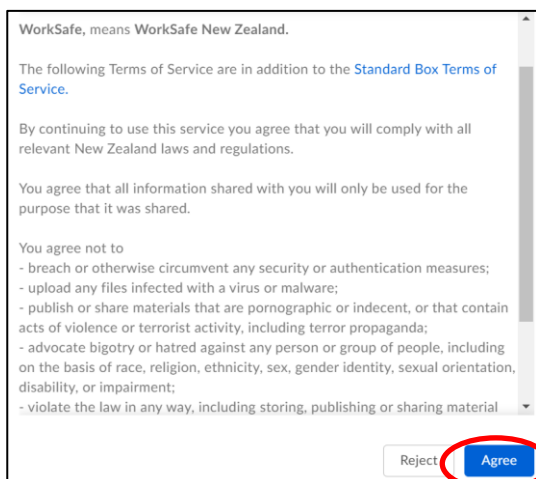 WorkSafe, means WorkSafe New Zealand.
The following Terms of Service are in addition to the Standard Box Terms of
Service.
By continuing to use this service you agree that you will comply with all
relevant New Zealand laws and regulations.
You agree that all information shared with you will only be used for the
purpose that it was shared.
You agree not to
- breach or otherwise circumvent any security or authentication measures;
- upload any files infected with a virus or malware;
- publish or share materials that are pornographic or indecent, or that contain
acts of violence or terrorist activity, including terror propaganda;
- advocate bigotry or hatred against any person or group of people, including
on the basis of race, religion, ethnicity, sex, gender identity, sexual orientation,
disability, or impairment;
- violate the law in any way, including storing, publishing or sharing material
Reject Agree